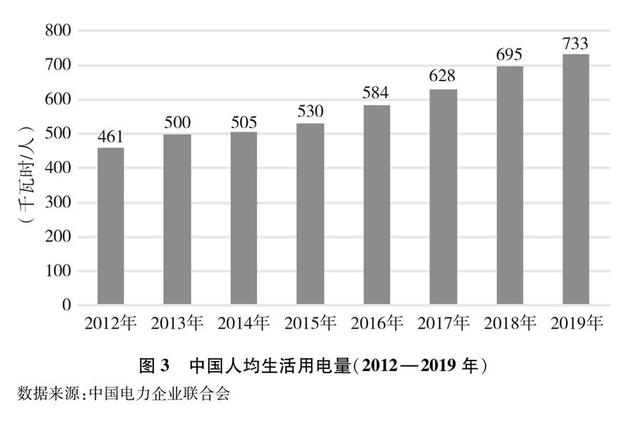 800
700
600
500
400
300
200
100
0
(千瓦时/人)
461
500
505
530
584
628
695
733
2012年
2013年
2014年
2015年
2016年
2017年
2018年
2019年
图3 中国人均生活用电量(2012—2019年)
数据来源:中国电力企业联合会